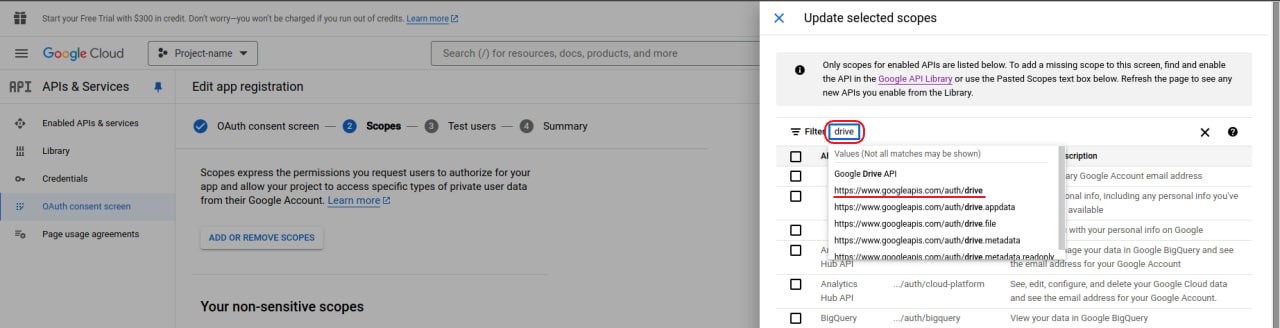 Start your Free Trial with $300 in credit. Don't worry—you won't be charged if you run out of credits. Learn more
Google Cloud
Project-name
Search (/) for resources, docs, products, and more
API APIs & Services
Enabled APIs & services
Library
Credentials
OAuth consent screen
Page usage agreements
Edit app registration
OAuth consent screen — 2 Scopes — 3 Test users — 4 Summary
Scopes express the permissions you request users to authorize for your
app and allow your project to access specific types of private user data
from their Google Account. Learn more
ADD OR REMOVE SCOPES
Your non-sensitive scopes
Update selected scopes
Only scopes for enabled APIs are listed below. To add a missing scope to this screen, find and enable
the API in the Google API Library or use the Pasted Scopes text box below. Refresh the page to see any
new APIs you enable from the Library.
Filter drive
Values (Not all matches may be shown)
Google Drive API
https://www.googleapis.com/auth/drive
https://www.googleapis.com/auth/drive.appdata
https://www.googleapis.com/auth/drive.file
https://www.googleapis.com/auth/drive.metadata
https://www.googleapis.com/auth/drive.metadata.readonly
scription
ary Google Account email address
onal info, including any personal info you've
available
with your personal info on Google
age your data in Google BigQuery and see
Hub API the email address for your Google Account
Analytics .../auth/cloud-platform See, edit, configure, and delete your Google Cloud data
Hub API and see the email address for your Google Account.
BigQuery .../auth/bigquery View your data in Google BigQuery